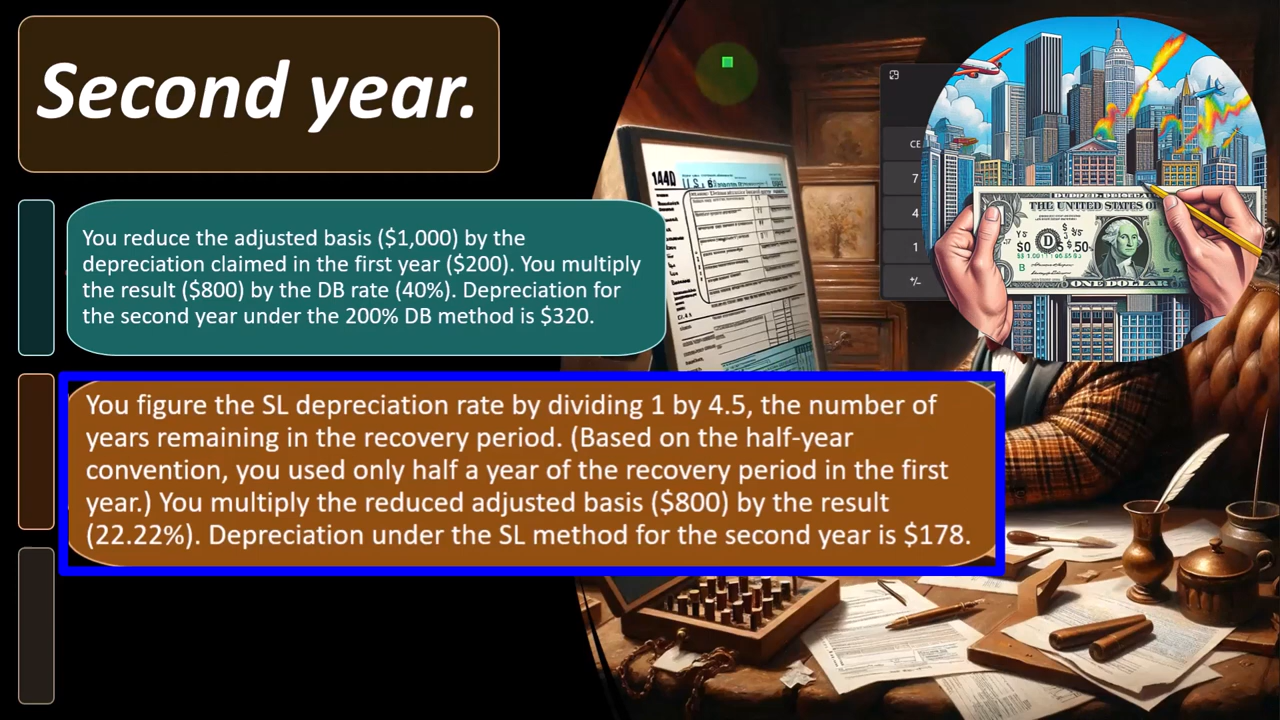 Second year.
You reduce the adjusted basis ($1,000) by the
depreciation claimed in the first year ($200). You multiply
the result ($800) by the DB rate (40%). Depreciation for
the second year under the 200% DB method is $320.
You figure the SL depreciation rate by dividing 1 by 4.5, the number of
years remaining in the recovery period. (Based on the half-year
convention, you used only half a year of the recovery period in the first
year.) You multiply the reduced adjusted basis ($800) by the result
(22.22%). Depreciation under the SL method for the second year is $178.
144D
CE
7
4
1
+/-
THE UNITED STATES
ONE DOLLAR